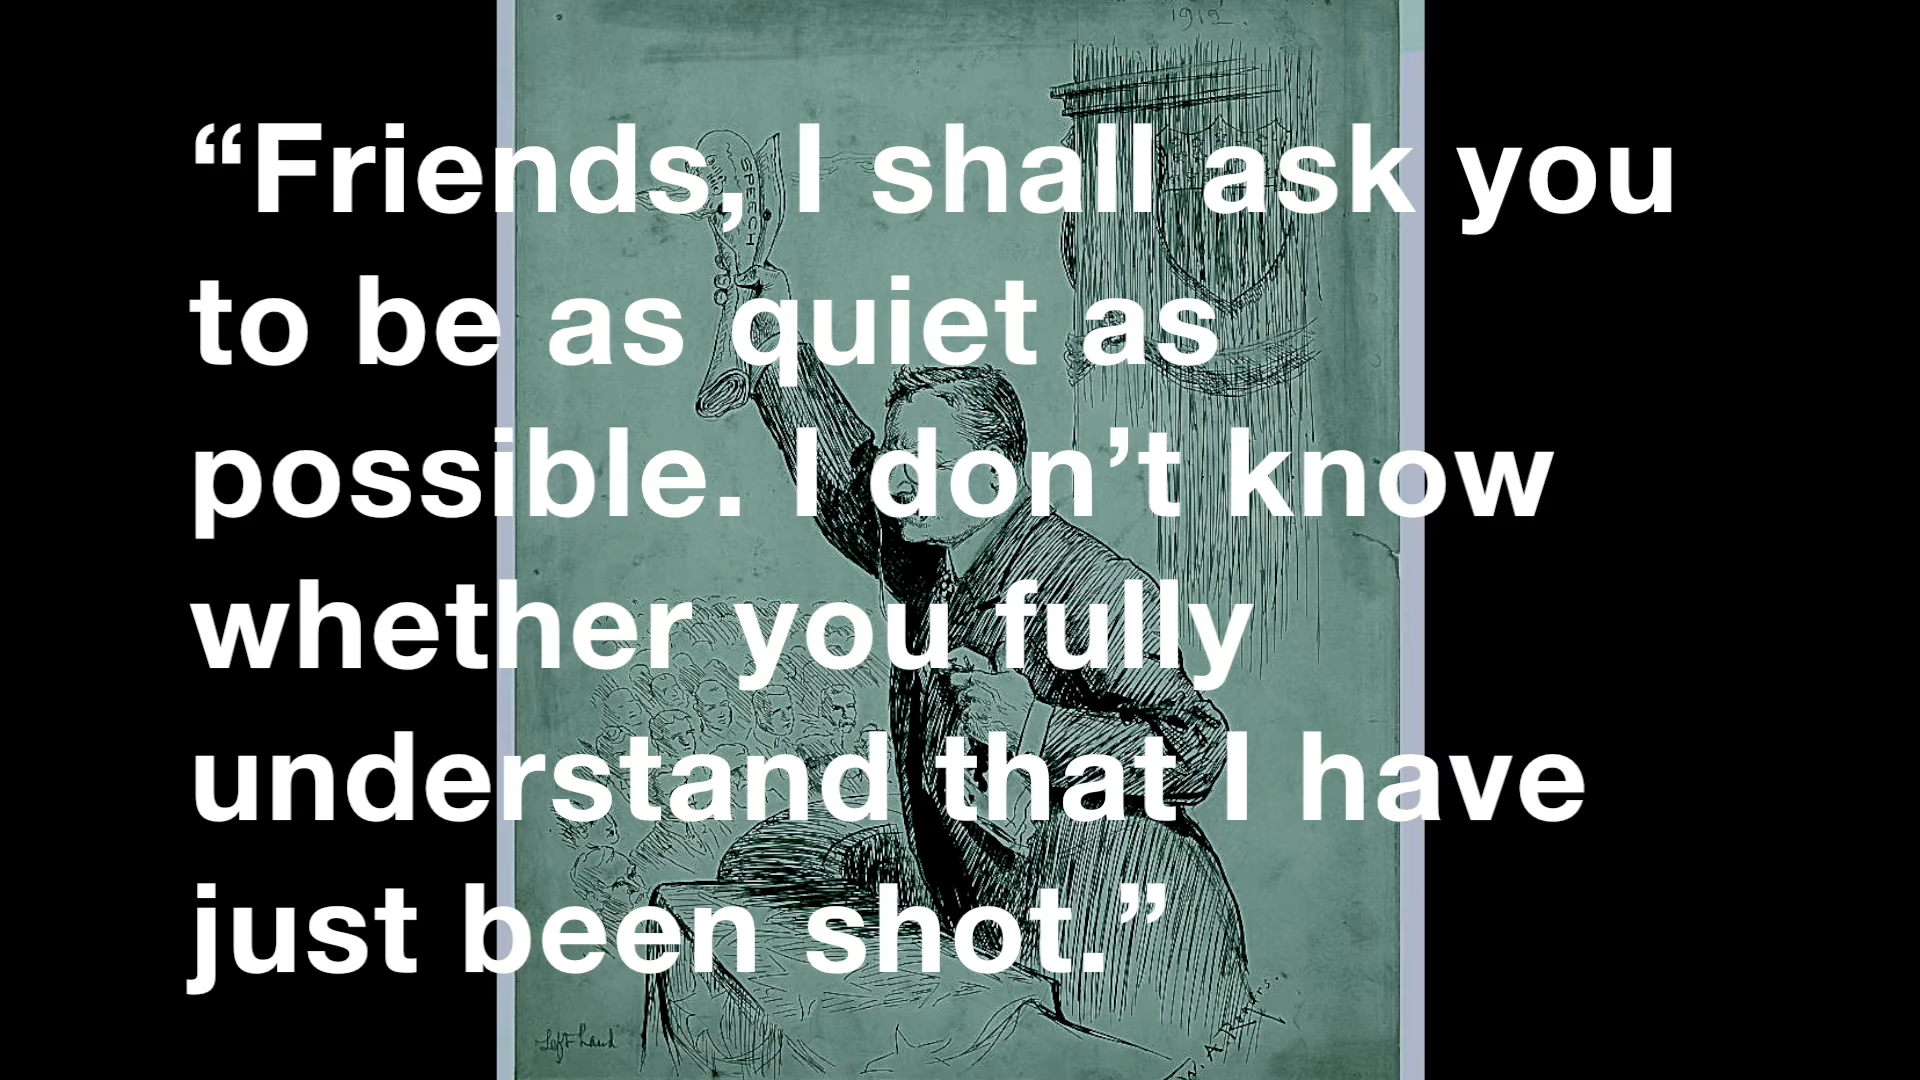 1912.
“Friends, I shall ask you
SPEECH
to be as quiet as
possible. I don’t know
whether you fully
understand that I have
just been shot.”
Left Hand
W. A. Rogers.